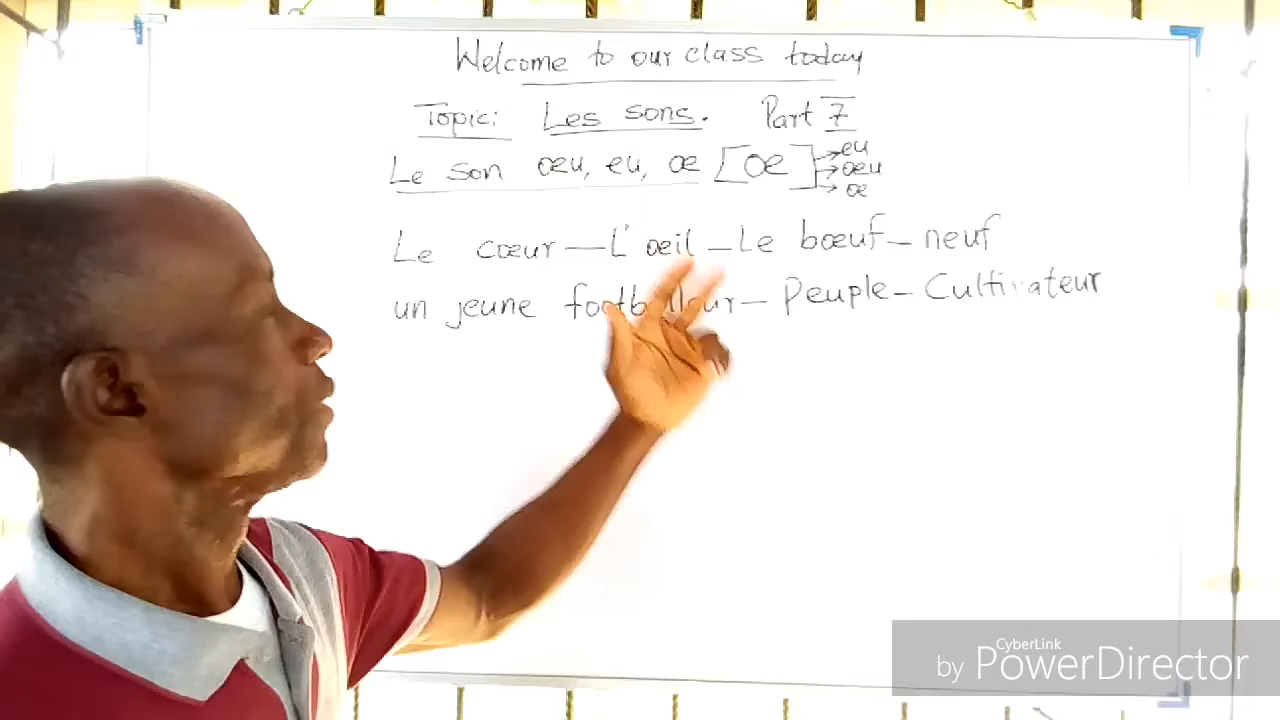 Welcome to our class today
Topic: Les sons. Part 7
Le son œu, eu, œ [œ] → eu
→ œu
→ œ
Le cœur — L'œil – Le bœuf – neuf
un jeune footballeur – Peuple – Cultivateur
CyberLink
by PowerDirector